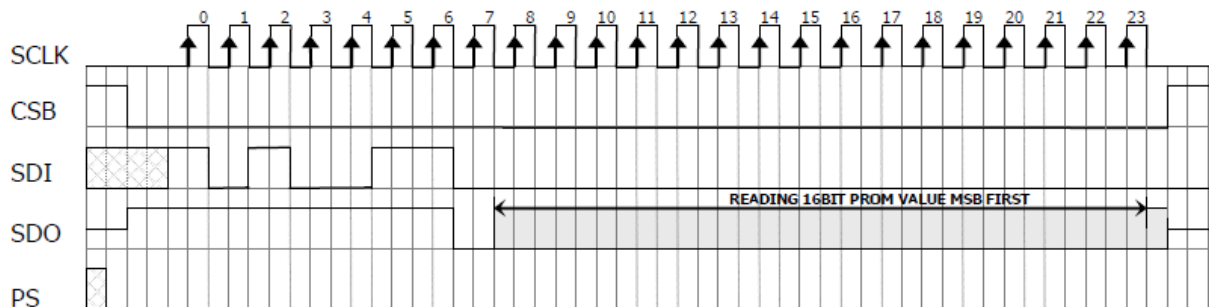 0 1 2 3 4 5 6 7 8 9 10 11 12 13 14 15 16 17 18 19 20 21 22 23
SCLK
CSB
SDI
READING 16BIT PROM VALUE MSB FIRST
SDO
PS